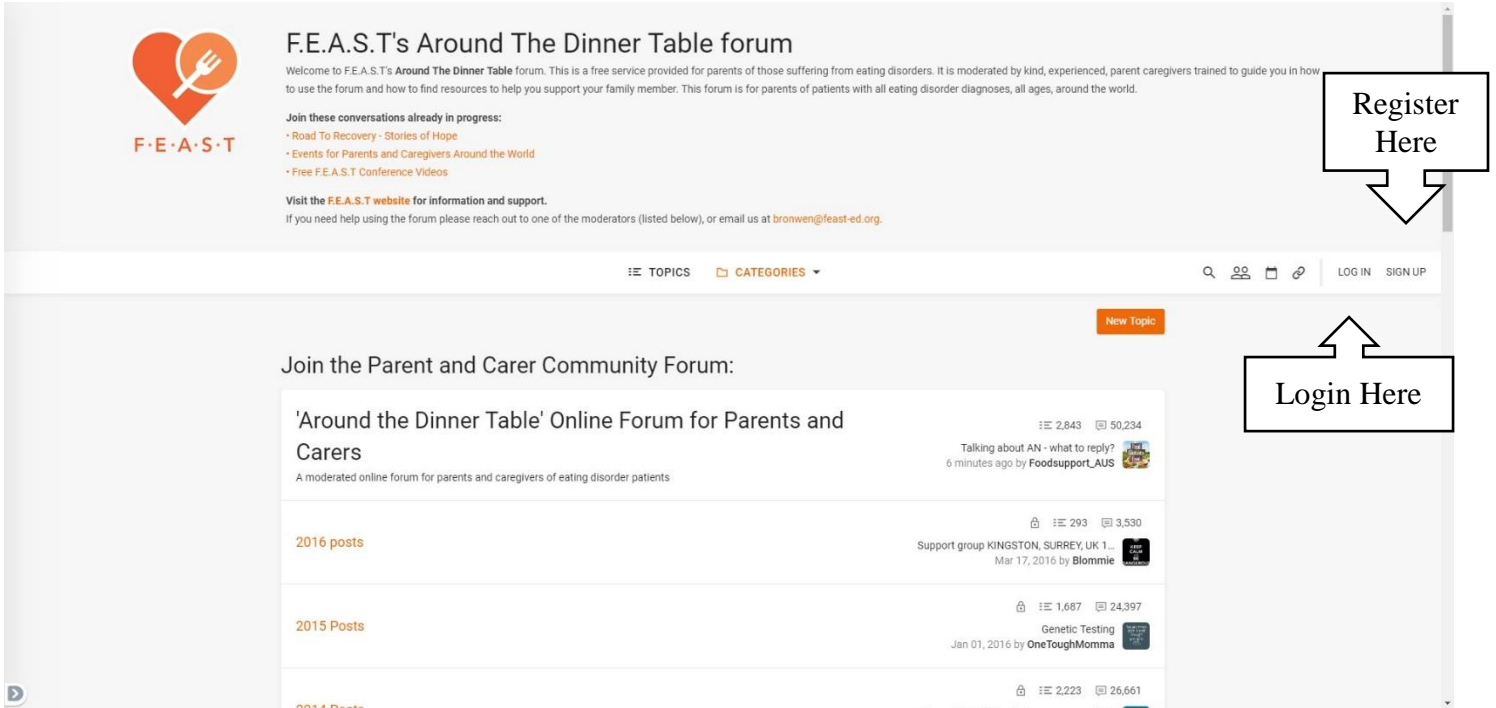 F.E.A.S.T's Around The Dinner Table forum
Welcome to F.E.A.S.T's Around The Dinner Table forum. This is a free service provided for parents of those suffering from eating disorders. It is moderated by kind, experienced, parent caregivers trained to guide you in how
to use the forum and how to find resources to help you support your family member. This forum is for parents of patients with all eating disorder diagnoses, all ages, around the world.
Register
Here
F·E·A·S·T
Join these conversations already in progress:
• Road To Recovery - Stories of Hope
• Events for Parents and Caregivers Around the World
• Free F.E.A.S.T Conference Videos
Visit the F.E.A.S.T website for information and support.
If you need help using the forum please reach out to one of the moderators (listed below), or email us at bronwen@feast-ed.org.
TOPICS CATEGORIES LOG IN SIGN UP
New Topic
Login Here
Join the Parent and Carer Community Forum:
'Around the Dinner Table' Online Forum for Parents and
Carers
A moderated online forum for parents and caregivers of eating disorder patients
2,843 50,234
Talking about AN - what to reply?
6 minutes ago by Foodsupport_AUS
2016 posts
293 3,530
Support group KINGSTON, SURREY, UK 1...
Mar 17, 2016 by Blommie
KEEP
CALM
2015 Posts
1,687 24,397
Genetic Testing
Jan 01, 2016 by OneToughMomma
2014 Posts
2,223 26,661